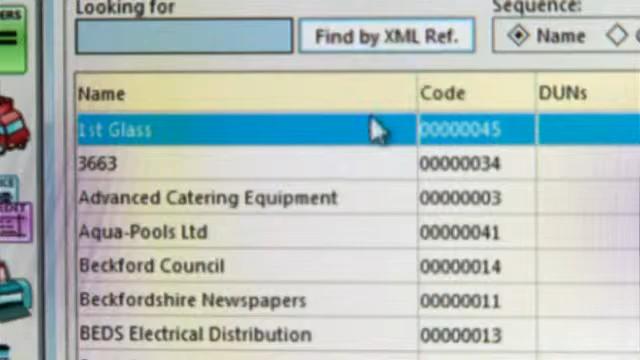 Looking for
Sequence:
Find by XML Ref.
Name
Name Code DUNs
1st Glass 00000045
3663 00000034
Advanced Catering Equipment 00000003
Aqua-Pools Ltd 00000041
Beckford Council 00000014
Beckfordshire Newspapers 00000011
BEDS Electrical Distribution 00000013